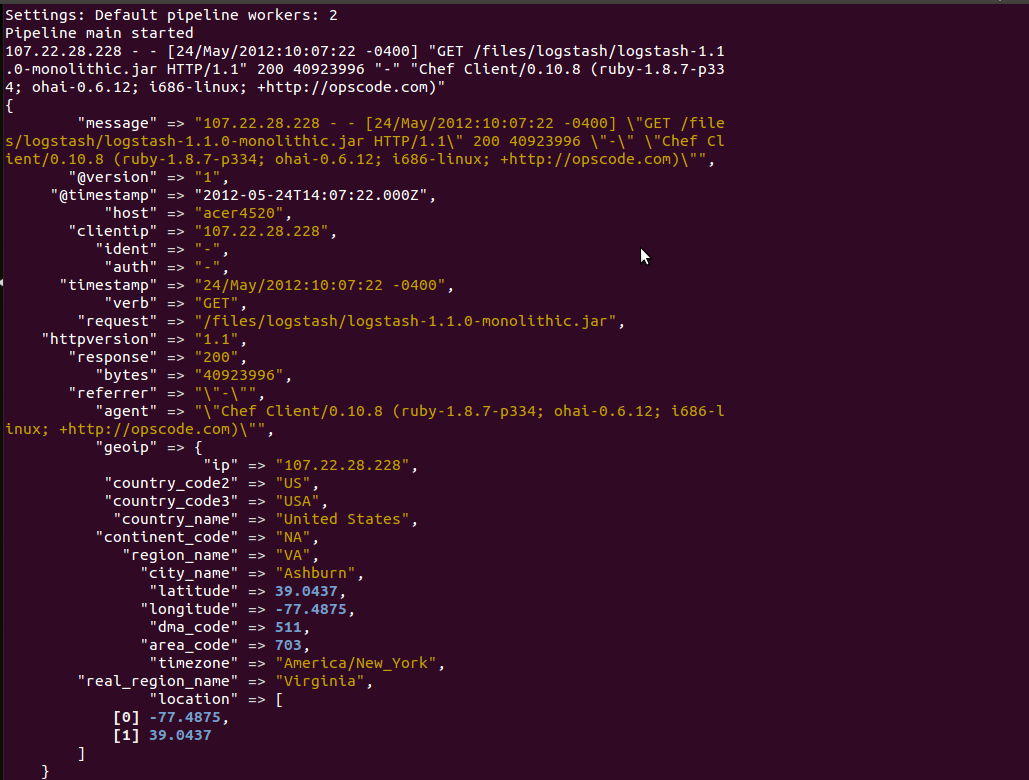 Settings: Default pipeline workers: 2
Pipeline main started
107.22.28.228 - - [24/May/2012:10:07:22 -0400] "GET /files/logstash/logstash-1.1
.0-monolithic.jar HTTP/1.1" 200 40923996 "-" "Chef Client/0.10.8 (ruby-1.8.7-p33
4; ohai-0.6.12; i686-linux; +http://opscode.com)"
{
"message" => "107.22.28.228 - - [24/May/2012:10:07:22 -0400] \"GET /file
s/logstash/logstash-1.1.0-monolithic.jar HTTP/1.1\" 200 40923996 \"-\" \"Chef Cl
ient/0.10.8 (ruby-1.8.7-p334; ohai-0.6.12; i686-linux; +http://opscode.com)\"",
"@version" => "1",
"@timestamp" => "2012-05-24T14:07:22.000Z",
"host" => "acer4520",
"clientip" => "107.22.28.228",
"ident" => "-",
"auth" => "-",
"timestamp" => "24/May/2012:10:07:22 -0400",
"verb" => "GET",
"request" => "/files/logstash/logstash-1.1.0-monolithic.jar",
"httpversion" => "1.1",
"response" => "200",
"bytes" => "40923996",
"referrer" => "\"-\"",
"agent" => "\"Chef Client/0.10.8 (ruby-1.8.7-p334; ohai-0.6.12; i686-l
inux; +http://opscode.com)\"",
"geoip" => {
"ip" => "107.22.28.228",
"country_code2" => "US",
"country_code3" => "USA",
"country_name" => "United States",
"continent_code" => "NA",
"region_name" => "VA",
"city_name" => "Ashburn",
"latitude" => 39.0437,
"longitude" => -77.4875,
"dma_code" => 511,
"area_code" => 703,
"timezone" => "America/New_York",
"real_region_name" => "Virginia",
"location" => [
[0] -77.4875,
[1] 39.0437
]
}